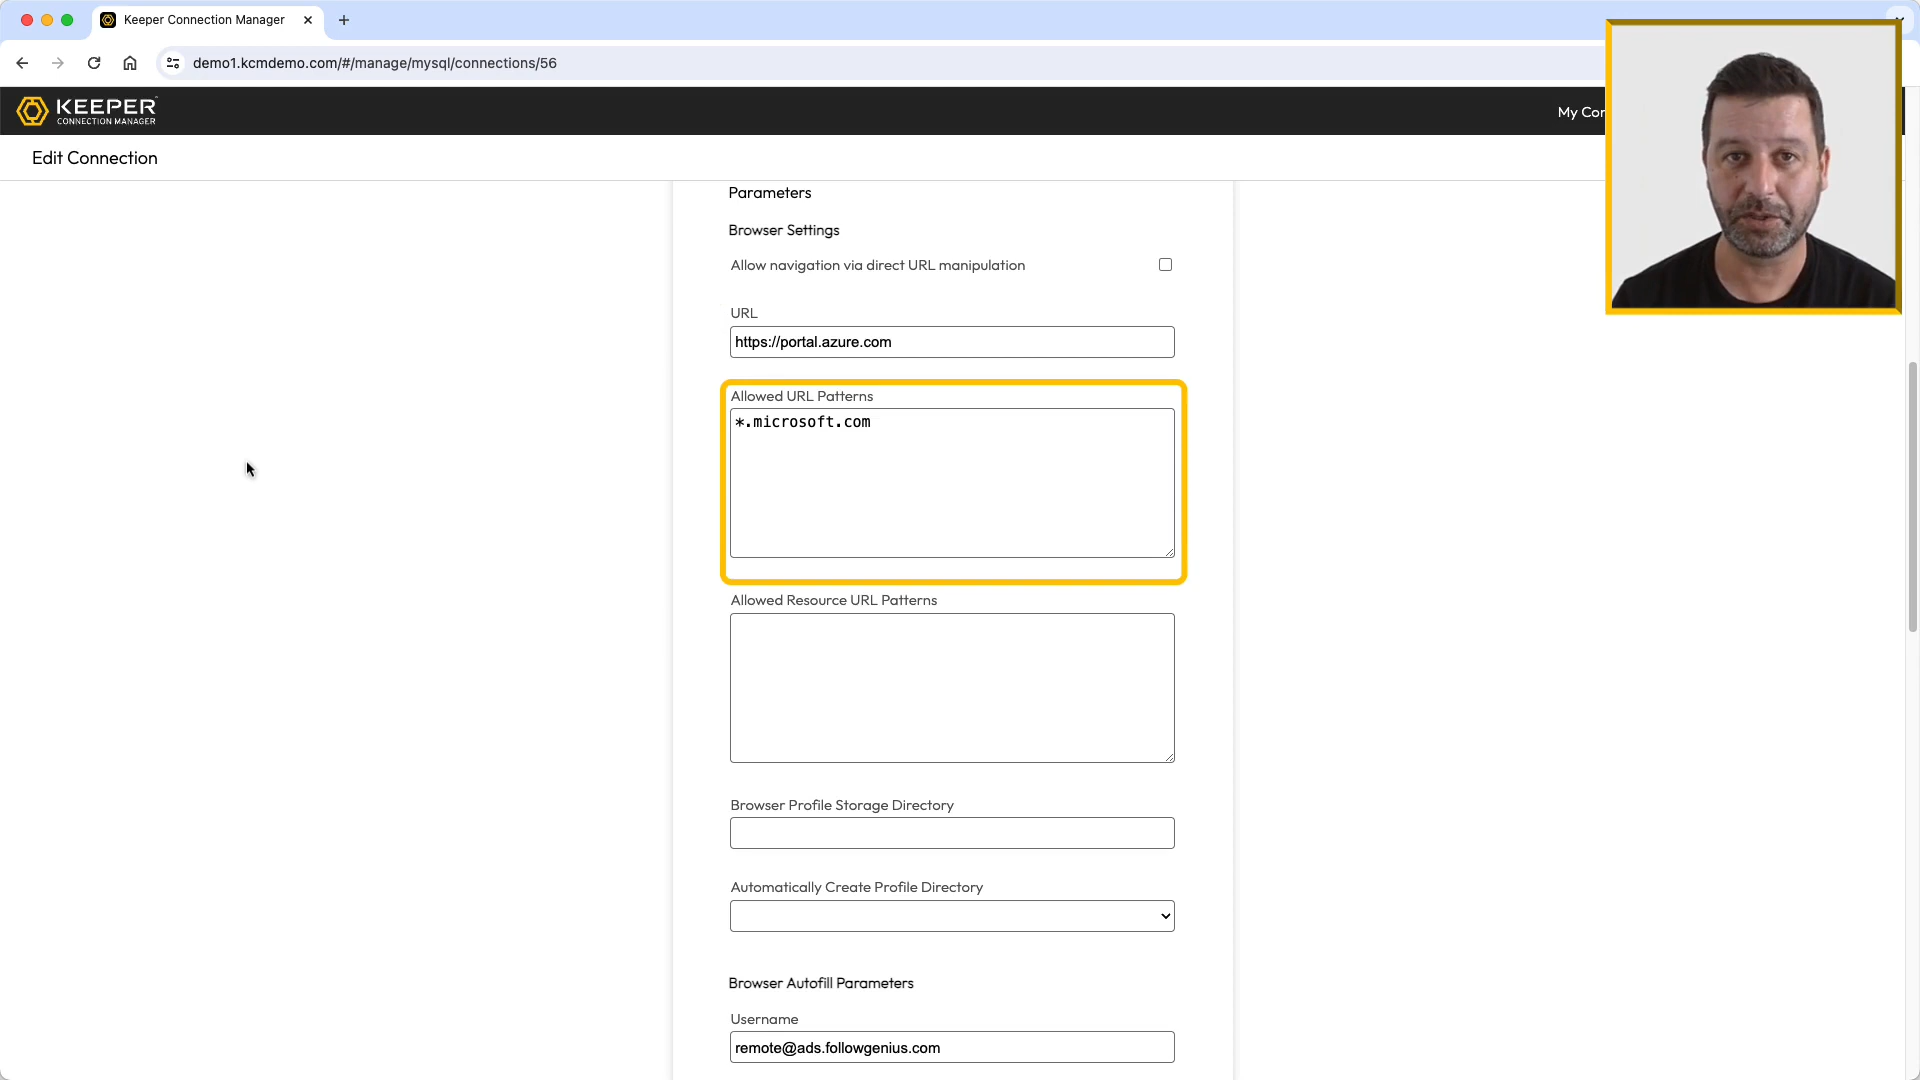 Keeper Connection Manager
demo1.kcmdemo.com/#/manage/mysql/connections/56
KEEPER
CONNECTION MANAGER
My Con
Edit Connection
Parameters
Browser Settings
Allow navigation via direct URL manipulation
URL
https://portal.azure.com
Allowed URL Patterns
*.microsoft.com
Allowed Resource URL Patterns
Browser Profile Storage Directory
Automatically Create Profile Directory
Browser Autofill Parameters
Username
remote@ads.followgenius.com